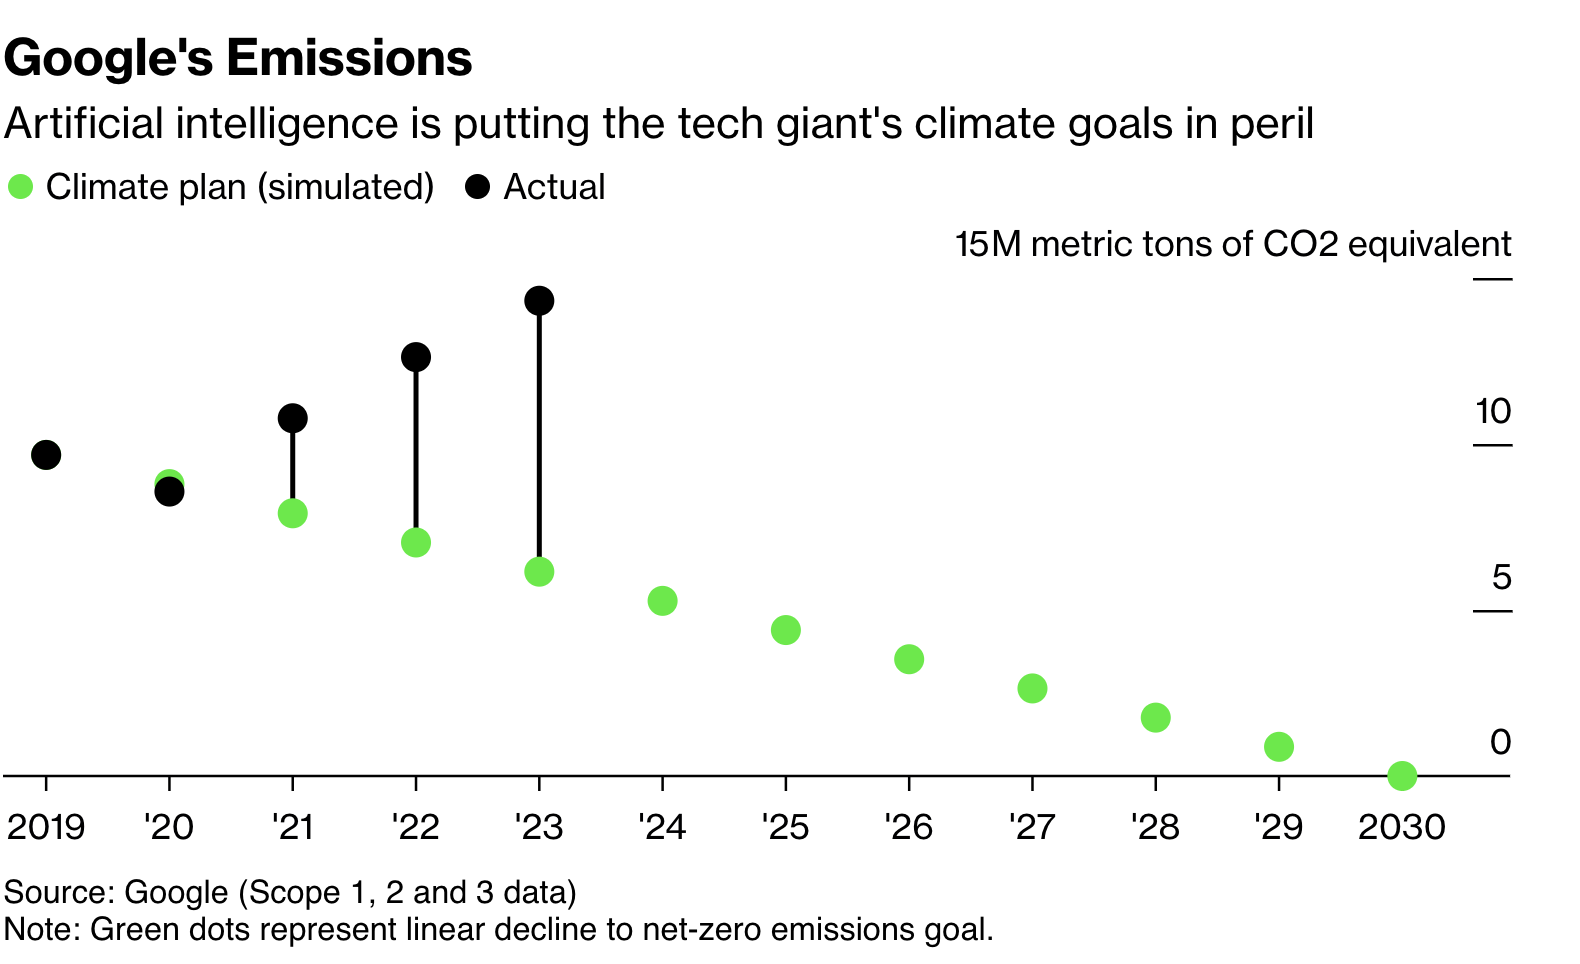 Google's Emissions
Artificial intelligence is putting the tech giant's climate goals in peril
Climate plan (simulated) Actual
15M metric tons of CO2 equivalent
10
5
0
2019 '20 '21 '22 '23 '24 '25 '26 '27 '28 '29 2030
Source: Google (Scope 1, 2 and 3 data)
Note: Green dots represent linear decline to net-zero emissions goal.